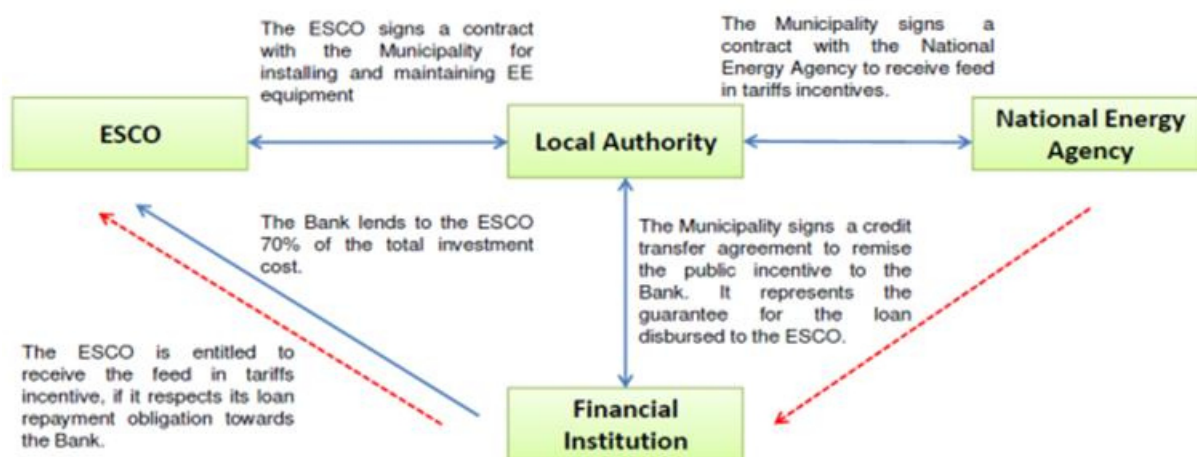 The ESCO signs a contract
with the Municipality for
installing and maintaining EE
equipment
The Municipality signs a
contract with the National
Energy Agency to receive feed
in tariffs incentives.
ESCO
Local Authority
National Energy
Agency
The Bank lends to the ESCO
70% of the total investment
cost.
The Municipality signs a credit
transfer agreement to remise
the public incentive to the
Bank. It represents the
guarantee for the loan
disbursed to the ESCO.
The ESCO is entitled to
receive the feed in tariffs
incentive, if it respects its loan
repayment obligation towards
the Bank.
Financial
Institution